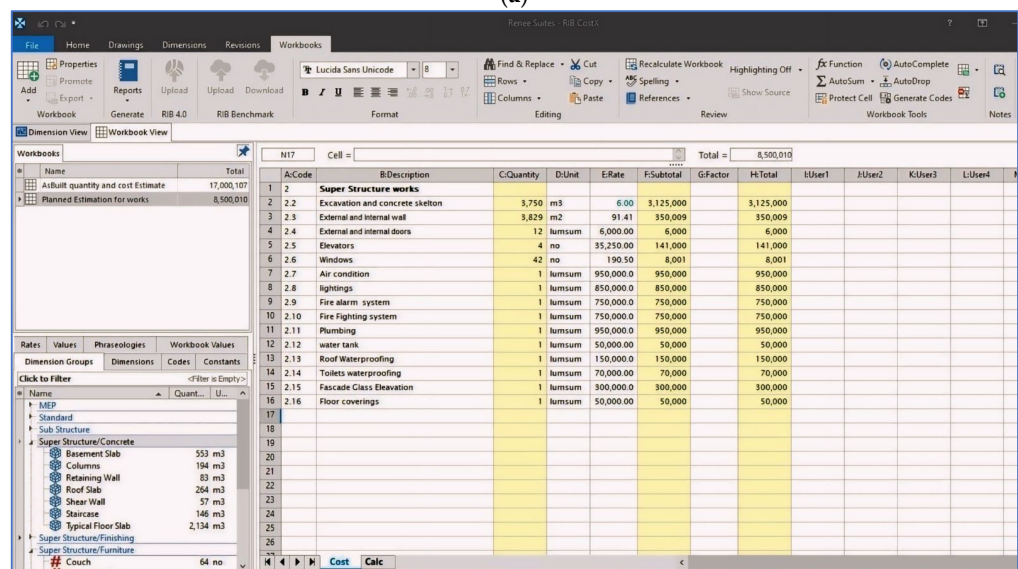 (a)
Renee Suites - RIB CostX
File Home Drawings Dimensions Revisions Workbooks
Properties Find & Replace Cut Recalculate Workbook Highlighting Off Function AutoComplete
Lucida Sans Unicode 8
Promote Rows Copy Spelling AutoSum AutoDrop
Add Export Reports Upload Upload Download B I U Columns Paste References Show Source Protect Cell Generate Codes
Workbook Generate RIB 4.0 RIB Benchmark Format Editing Review Workbook Tools Notes
Dimension View Workbook View
Workbooks
N17 Cell = Total = 8,500,010
Name Total
AsBuilt quantity and cost Estimate 17,000,107
Planned Estimation for works 8,500,010
A:Code B:Description C:Quantity D:Unit E:Rate F:Subtotal G:Factor H:Total I:User1 J:User2 K:User3 L:User4
1 2 Super Structure works
2 2.2 Excavation and concrete skelton 3,750 m3 6.00 3,125,000 3,125,000
3 2.3 External and internal wall 3,829 m2 91.41 350,009 350,009
4 2.4 External and internal doors 12 lumsum 6,000.00 6,000 6,000
5 2.5 Elevators 4 no 35,250.00 141,000 141,000
6 2.6 Windows 42 no 190.50 8,001 8,001
7 2.7 Air condition 1 lumsum 950,000.0 950,000 950,000
8 2.8 lightings 1 lumsum 850,000.0 850,000 850,000
9 2.9 Fire alarm system 1 lumsum 750,000.0 750,000 750,000
10 2.10 Fire Fighting system 1 lumsum 750,000.0 750,000 750,000
11 2.11 Plumbing 1 lumsum 950,000.0 950,000 950,000
12 2.12 water tank 1 lumsum 50,000.00 50,000 50,000
13 2.13 Roof Waterproofing 1 lumsum 150,000.0 150,000 150,000
14 2.14 Toilets waterproofing 1 lumsum 70,000.00 70,000 70,000
15 2.15 Fascade Glass Eleavation 1 lumsum 300,000.0 300,000 300,000
16 2.16 Floor coverings 1 lumsum 50,000.00 50,000 50,000
17
18
19
20
21
22
23
24
25
26
Rates Values Phraseologies Workbook Values
Dimension Groups Dimensions Codes Constants
Click to Filter <Filter is Empty>
Name Quant... U...
MEP
Standard
Sub Structure
Super Structure/Concrete
Basement Slab 553 m3
Columns 194 m3
Retaining Wall 83 m3
Roof Slab 264 m3
Shear Wall 57 m3
Staircase 146 m3
Typical Floor Slab 2,134 m3
Super Structure/Finishing
Super Structure/Furniture
Couch 64 no
Cost Calc